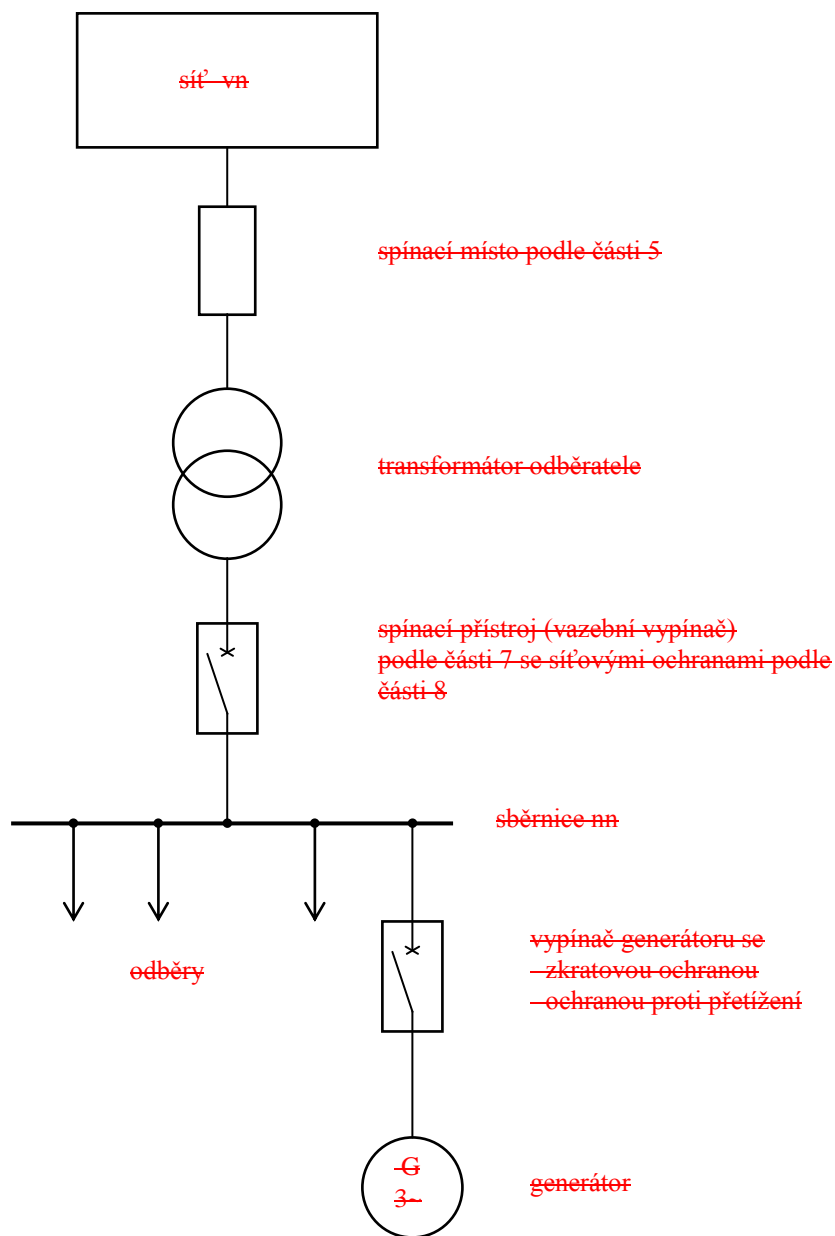 síť vn
spínací místo podle části 5
transformátor odběratele
spínací přístroj (vazební vypínač)
podle části 7 se síťovými ochranami podle
části 8
sběrnice nn
odběry
vypínač generátoru se
- zkratovou ochranou
- ochranou proti přetížení
G
3~
generátor